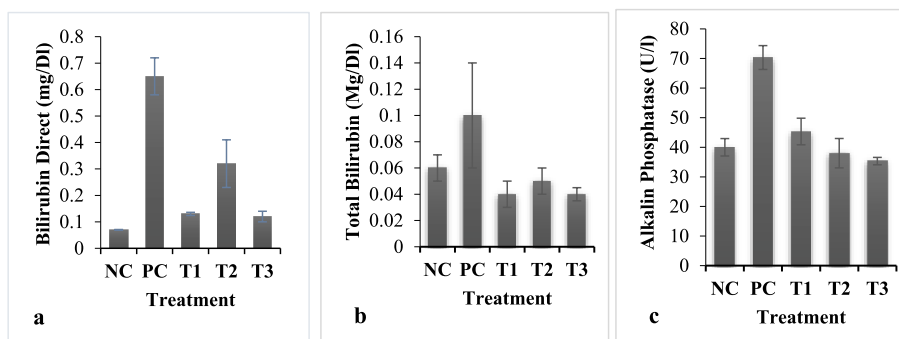 Bilirubin Direct (mg/Dl)
0.8
0.7
0.6
0.5
0.4
0.3
0.2
0.1
0
NC PC T1 T2 T3
Treatment
a
Total Bilirubin (Mg/Dl)
0.16
0.14
0.12
0.1
0.08
0.06
0.04
0.02
0
NC PC T1 T2 T3
Treatment
b
Alkalin Phosphatase (U/l)
80
70
60
50
40
30
20
10
0
NC PC T1 T2 T3
Treatment
c